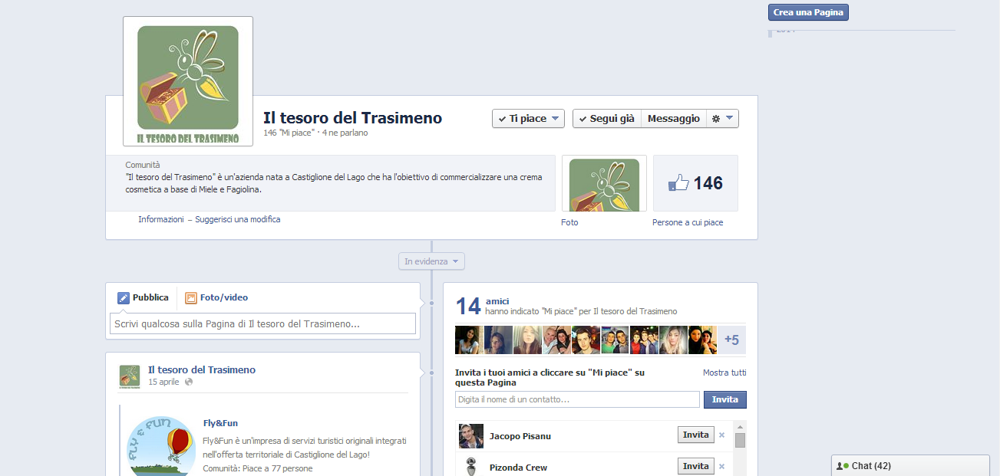 Crea una Pagina
2014
IL TESORO DEL TRASIMENO
Il tesoro del Trasimeno
146 "Mi piace" · 4 ne parlano
Ti piace
Segui già
Messaggio
Comunità
"Il tesoro del Trasimeno" è un'azienda nata a Castiglione del Lago che ha l'obiettivo di commercializzare una crema
cosmetica a base di Miele e Fagiolina.
Informazioni – Suggerisci una modifica
Foto
146
Persone a cui piace
In evidenza
Pubblica
Foto/video
Scrivi qualcosa sulla Pagina di Il tesoro del Trasimeno...
Il tesoro del Trasimeno
15 aprile
FLY & FUN
Fly&Fun
Fly&Fun è un'impresa di servizi turistici originali integrati
nell'offerta territoriale di Castiglione del Lago!
Comunità: Piace a 77 persone
14 amici
hanno indicato "Mi piace" per Il tesoro del Trasimeno
+5
Invita i tuoi amici a cliccare su "Mi piace" su
questa Pagina
Mostra tutti
Digita il nome di un contatto...
Invita
Jacopo Pisanu
Invita
Pizonda Crew
Invita
Chat (42)